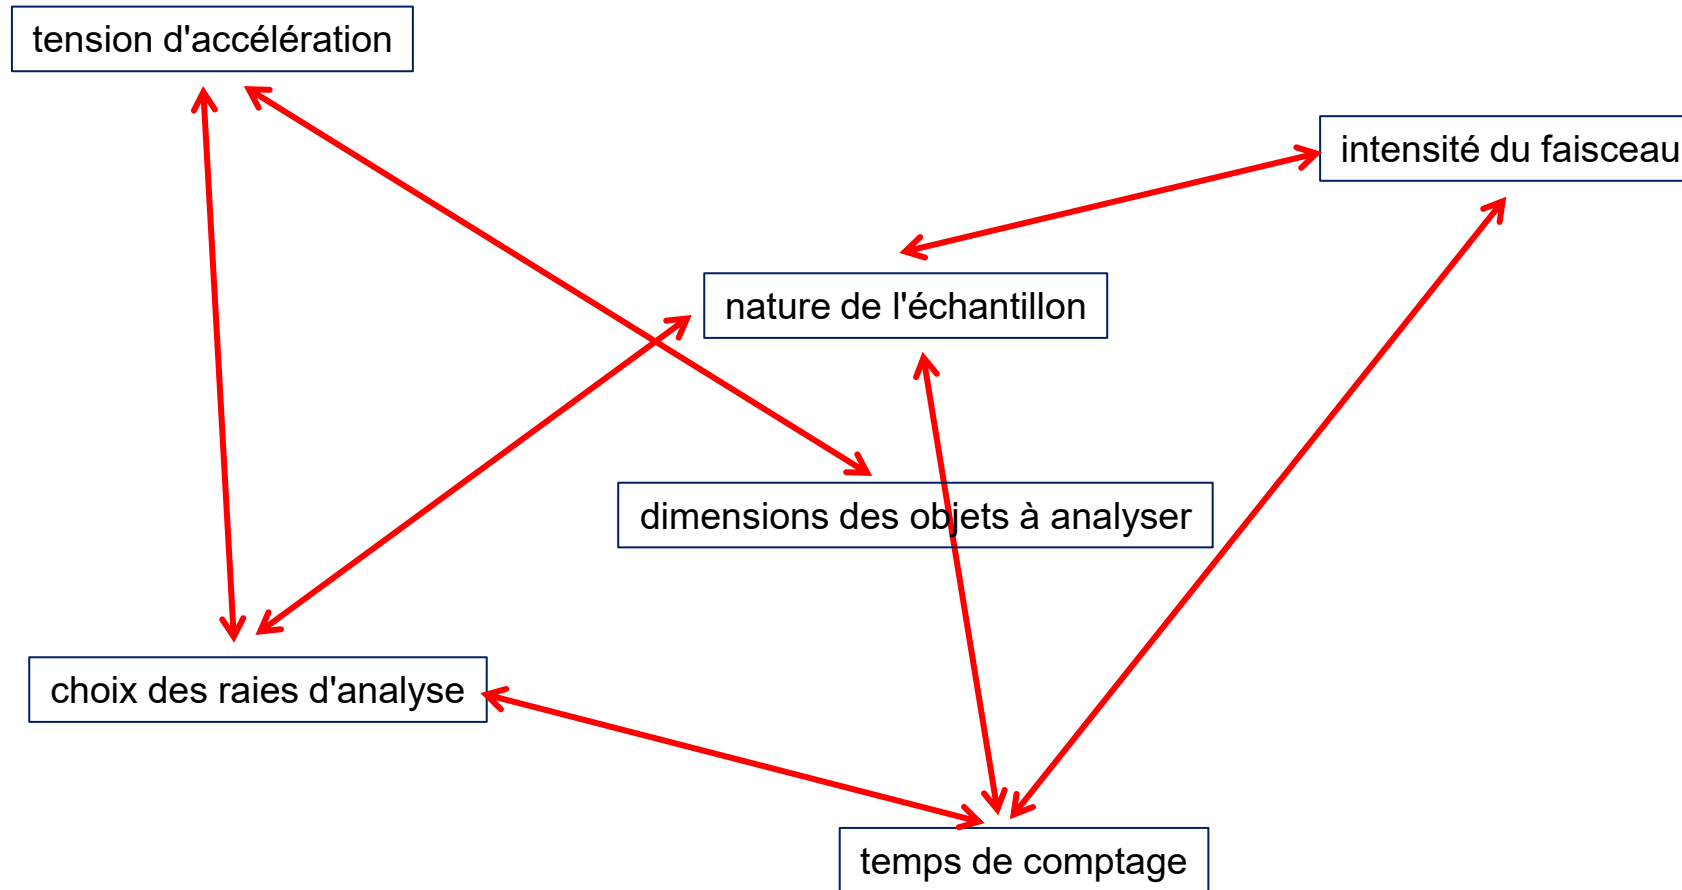 tension d'accélération
intensité du faisceau
nature de l'échantillon
dimensions des objets à analyser
choix des raies d'analyse
temps de comptage